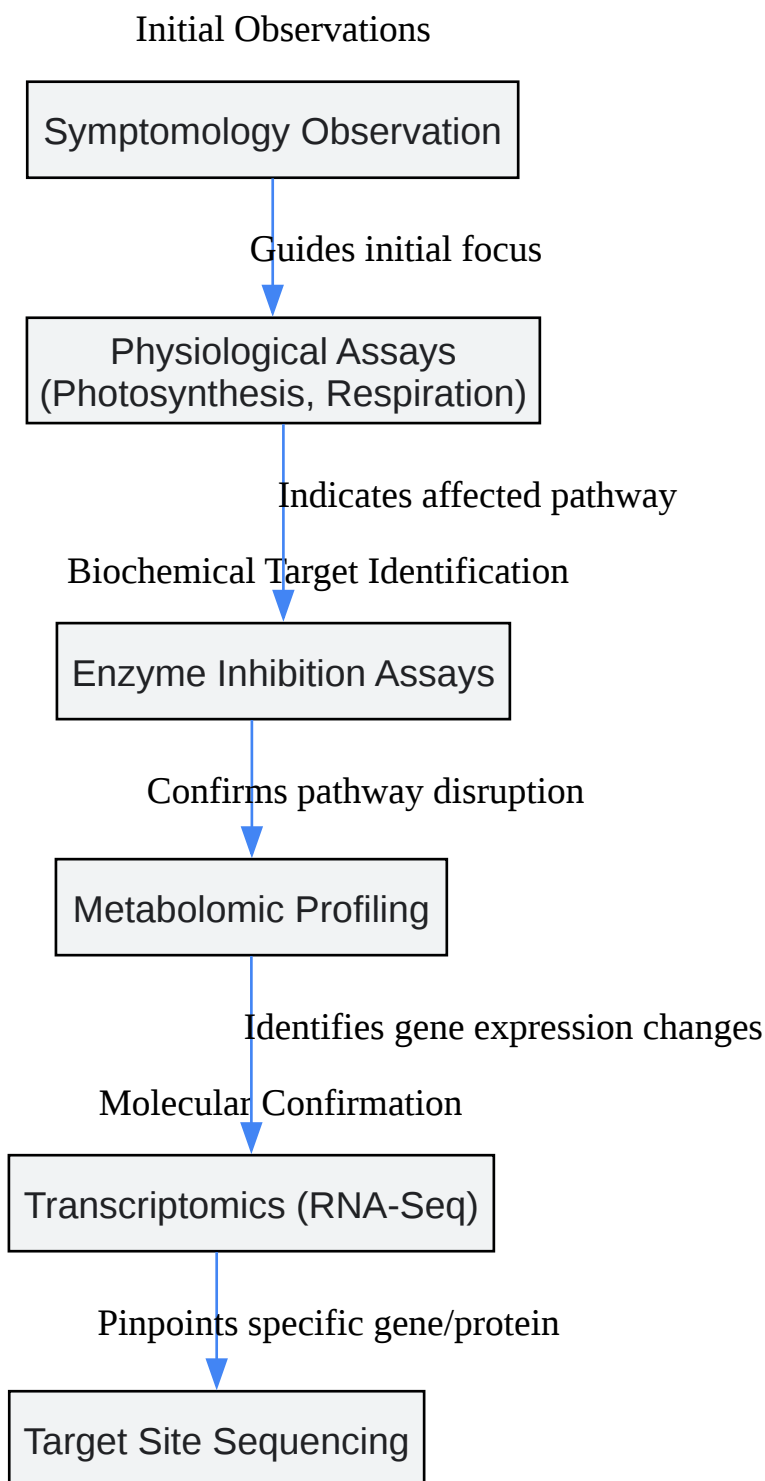 Initial Observations
Symptomology Observation
Guides initial focus
Physiological Assays
(Photosynthesis, Respiration)
Indicates affected pathway
Biochemical Target Identification
Enzyme Inhibition Assays
Confirms pathway disruption
Metabolomic Profiling
Identifies gene expression changes
Molecular Confirmation
Transcriptomics (RNA-Seq)
Pinpoints specific gene/protein
Target Site Sequencing